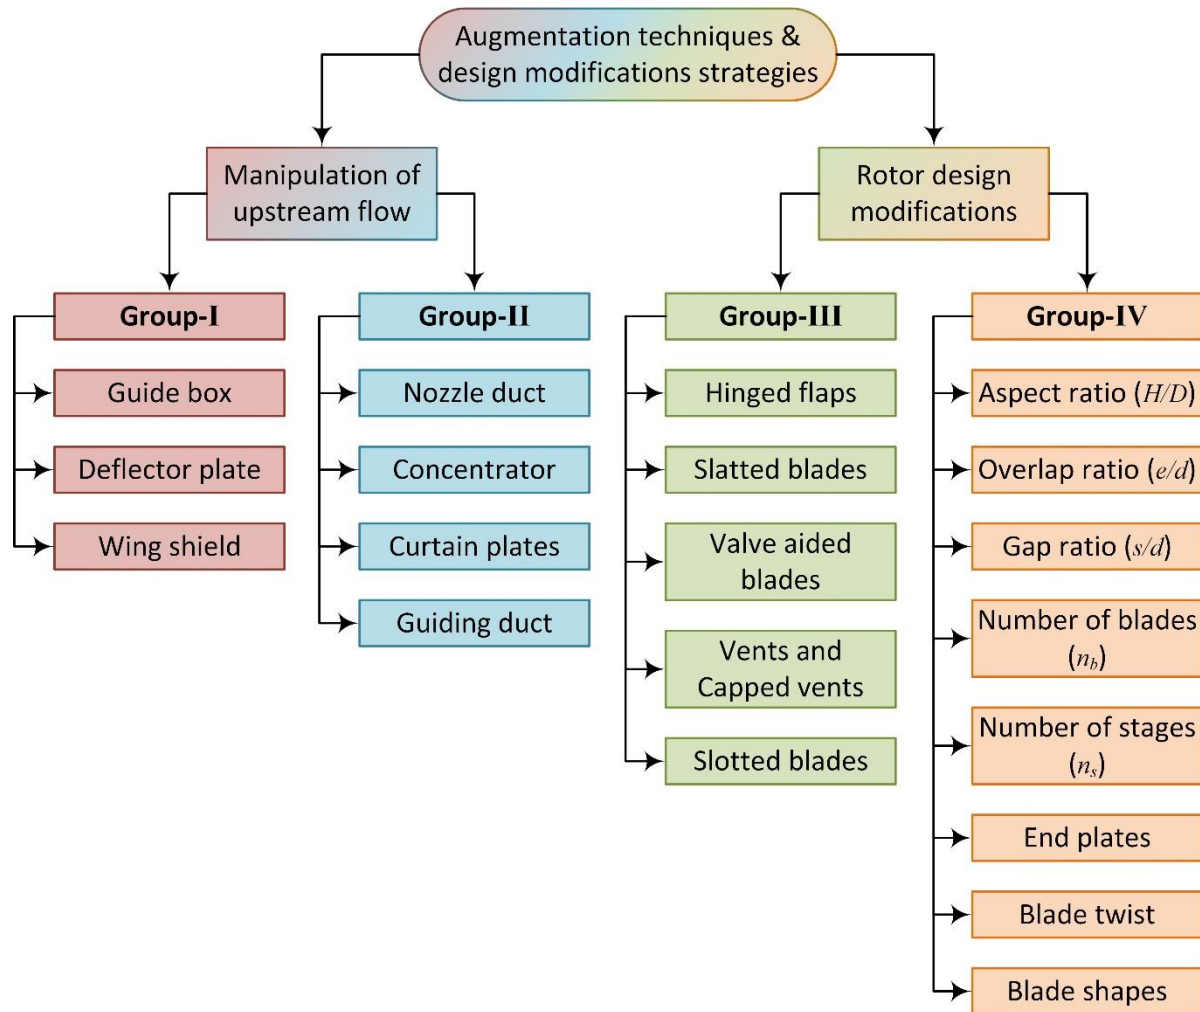 Augmentation techniques &
design modifications strategies
Manipulation of
upstream flow
Rotor design
modifications
Group-I
Guide box
Deflector plate
Wing shield
Group-II
Nozzle duct
Concentrator
Curtain plates
Guiding duct
Group-III
Hinged flaps
Slatted blades
Valve aided
blades
Vents and
Capped vents
Slotted blades
Group-IV
Aspect ratio (H/D)
Overlap ratio (e/d)
Gap ratio (s/d)
Number of blades
(n_b)
Number of stages
(n_s)
End plates
Blade twist
Blade shapes